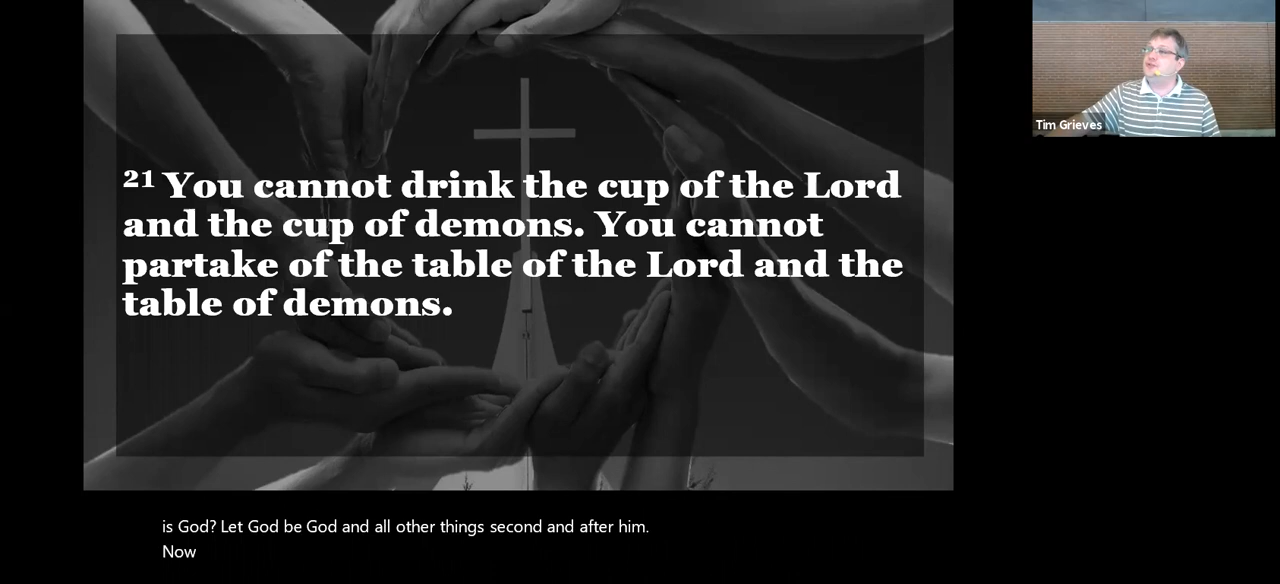 ²¹ You cannot drink the cup of the Lord
and the cup of demons. You cannot
partake of the table of the Lord and the
table of demons.
Tim Grieves
is God? Let God be God and all other things second and after him.
Now